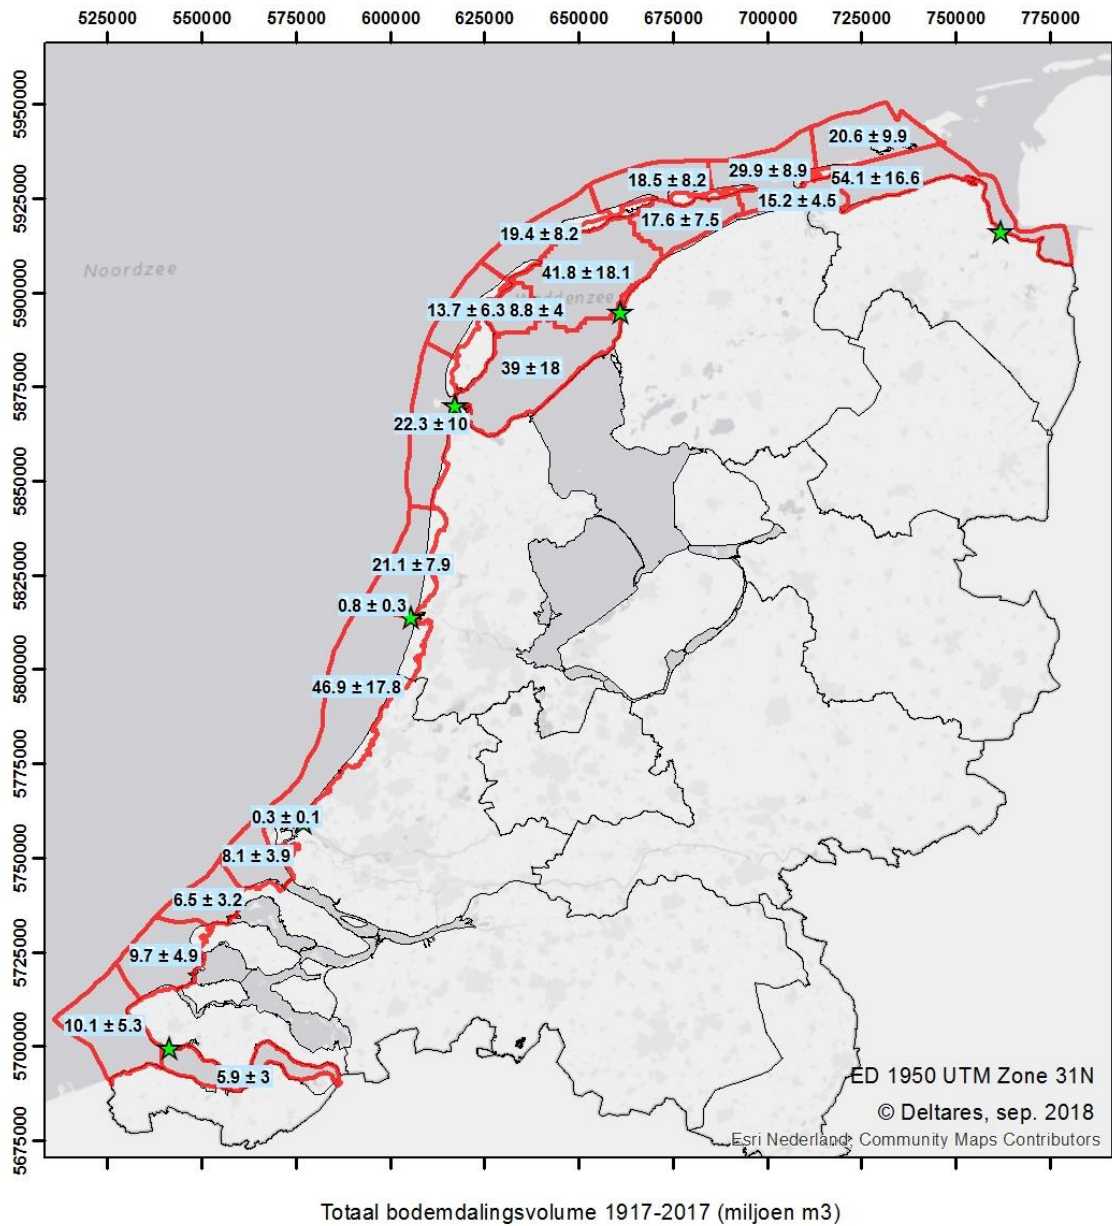 525000 550000 575000 600000 625000 650000 675000 700000 725000 750000 775000
5950000
5925000
5900000
5875000
5850000
5825000
5800000
5775000
5750000
5725000
5700000
5675000
Noordzee
20.6 ± 9.9
29.9 ± 8.9
18.5 ± 8.2
54.1 ± 16.6
15.2 ± 4.5
17.6 ± 7.5
19.4 ± 8.2
41.8 ± 18.1
13.7 ± 6.3 8.8 ± 4
39 ± 18
22.3 ± 10
21.1 ± 7.9
0.8 ± 0.3
46.9 ± 17.8
0.3 ± 0.1
8.1 ± 3.9
6.5 ± 3.2
9.7 ± 4.9
10.1 ± 5.3
5.9 ± 3
ED 1950 UTM Zone 31N
© Deltares, sep. 2018
Esri Nederland, Community Maps Contributors
Totaal bodemdalingsvolume 1917-2017 (miljoen m3)